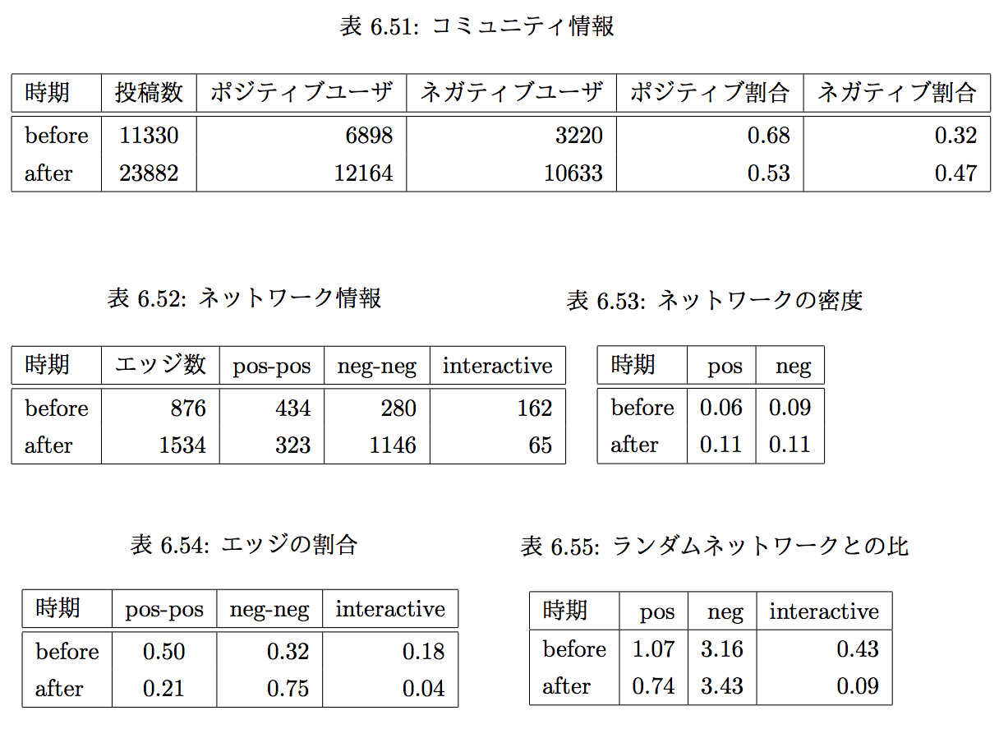 表 6.51: コミュニティ情報
時期 投稿数 ポジティブユーザ ネガティブユーザ ポジティブ割合 ネガティブ割合
before 11330 6898 3220 0.68 0.32
after 23882 12164 10633 0.53 0.47
表 6.52: ネットワーク情報
時期 エッジ数 pos-pos neg-neg interactive
before 876 434 280 162
after 1534 323 1146 65
表 6.53: ネットワークの密度
時期 pos neg
before 0.06 0.09
after 0.11 0.11
表 6.54: エッジの割合
時期 pos-pos neg-neg interactive
before 0.50 0.32 0.18
after 0.21 0.75 0.04
表 6.55: ランダムネットワークとの比
時期 pos neg interactive
before 1.07 3.16 0.43
after 0.74 3.43 0.09